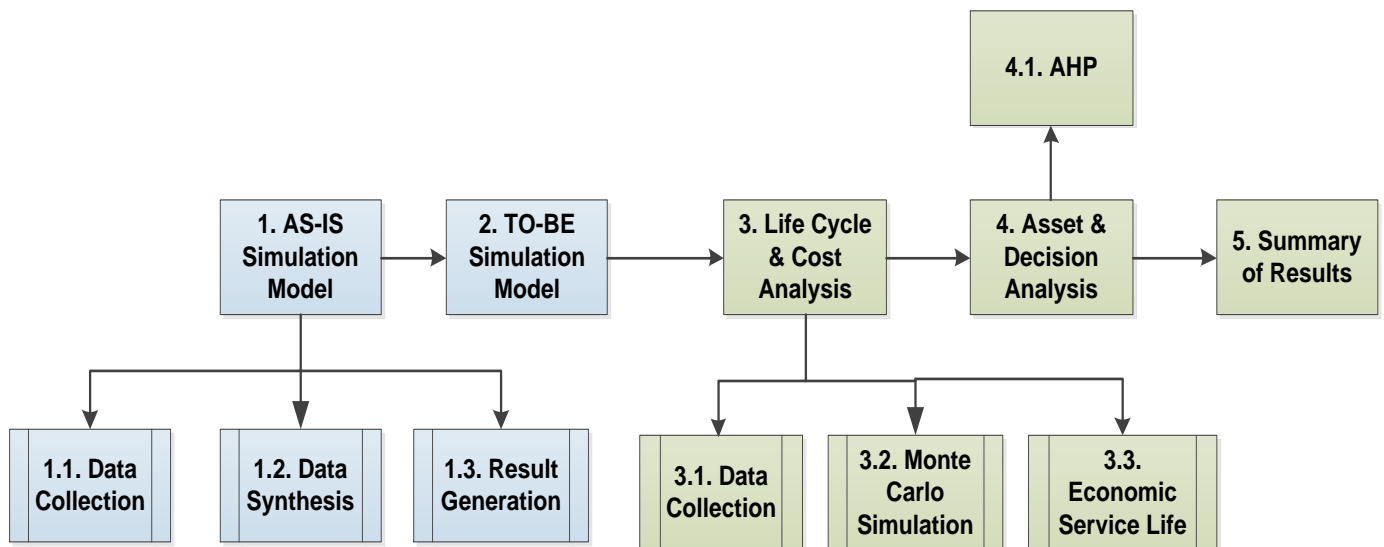 4.1. AHP
1. AS-IS
Simulation
Model
2. TO-BE
Simulation
Model
3. Life Cycle
& Cost
Analysis
4. Asset &
Decision
Analysis
5. Summary
of Results
1.1. Data
Collection
1.2. Data
Synthesis
1.3. Result
Generation
3.1. Data
Collection
3.2. Monte
Carlo
Simulation
3.3.
Economic
Service Life